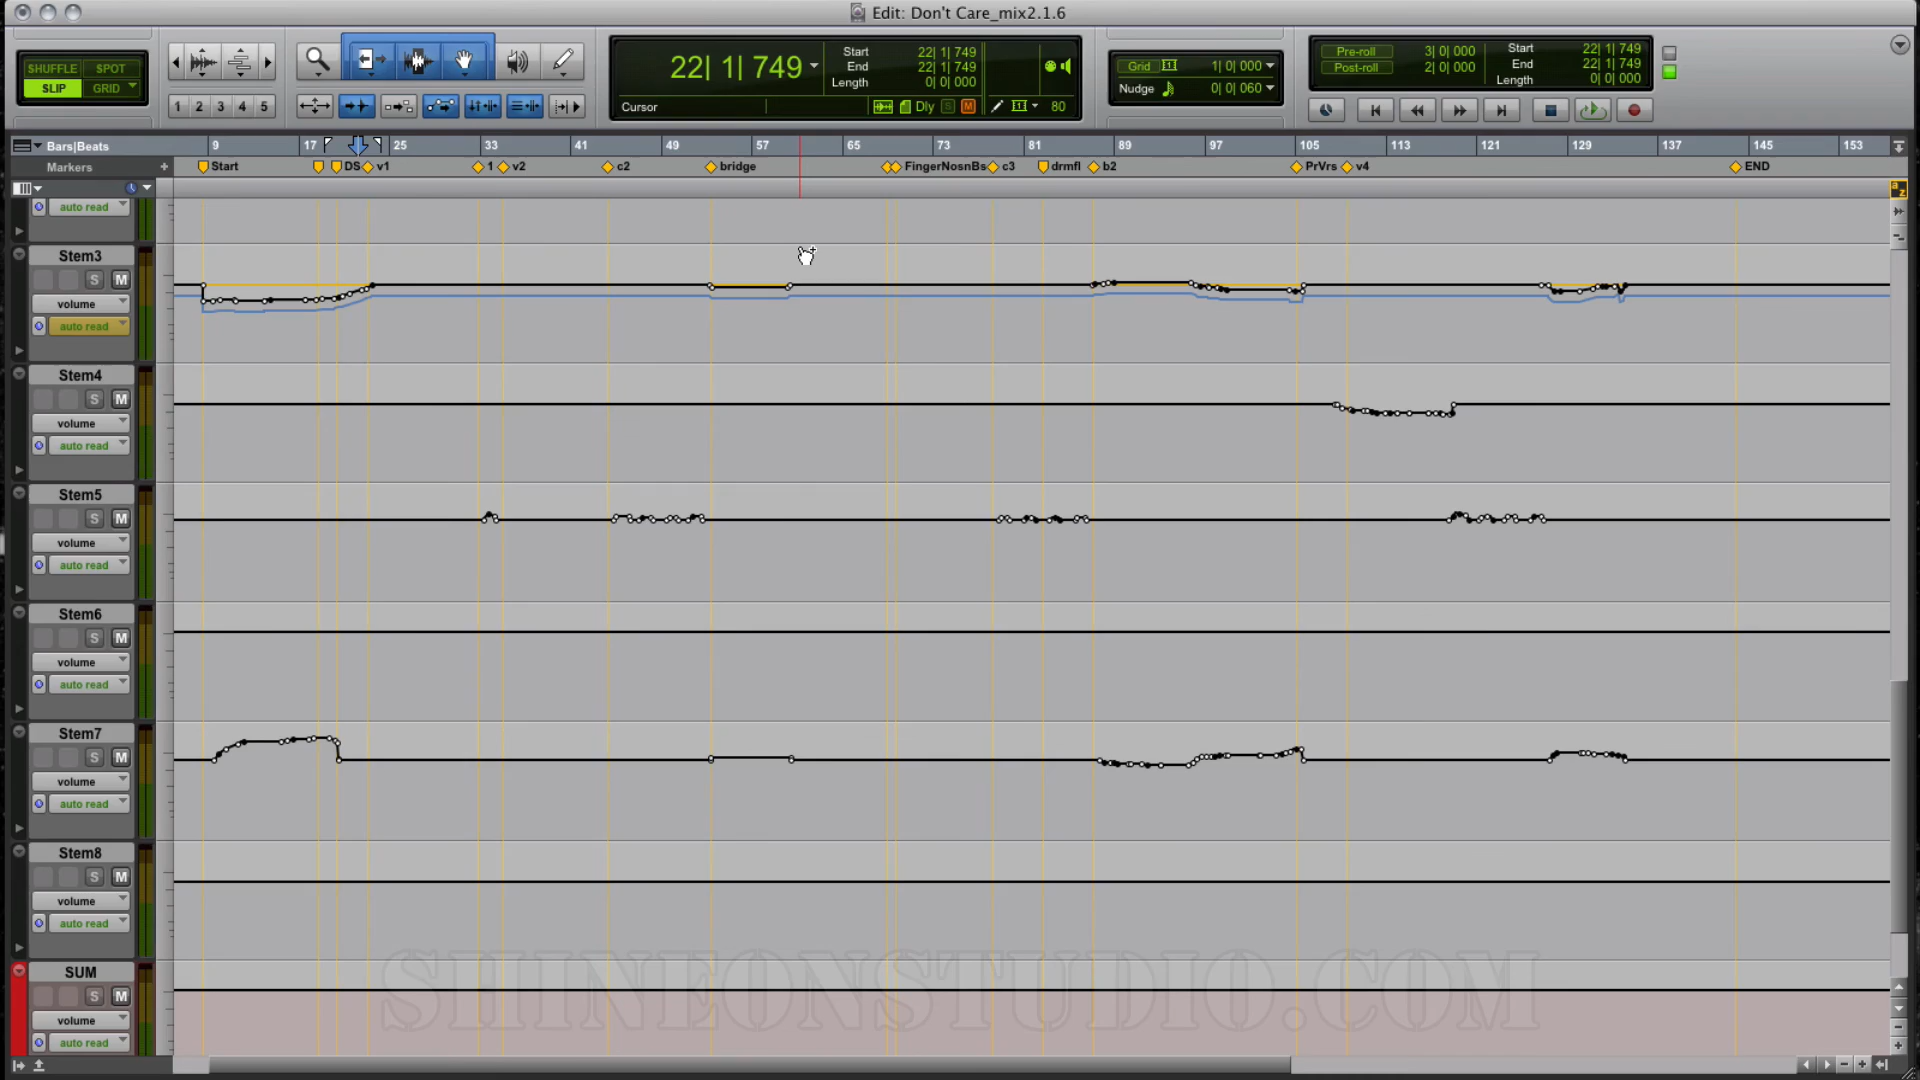 Edit: Don't Care_mix2.1.6
SHUFFLE SPOT
SLIP GRID
1 2 3 4 5
22| 1| 749
Start 22| 1| 749
End 22| 1| 749
Length 0| 0| 000
Cursor
Dly S M 80
Grid 1| 0| 000
Nudge 0| 0| 060
Pre-roll 3| 0| 000
Post-roll 2| 0| 000
Start 22| 1| 749
End 22| 1| 749
Length 0| 0| 000
Bars|Beats 9 17 25 33 41 49 57 65 73 81 89 97 105 113 121 129 137 145 153
Markers + Start DS v1 1 v2 c2 bridge FingerNosnBs c3 drmfl b2 PrVrs v4 END
a z
auto read
Stem3
S M
volume
auto read
Stem4
S M
volume
auto read
Stem5
S M
volume
auto read
Stem6
S M
volume
auto read
Stem7
S M
volume
auto read
Stem8
S M
volume
auto read
SUM
S M
volume
auto read
SHINEONSTUDIO.COM